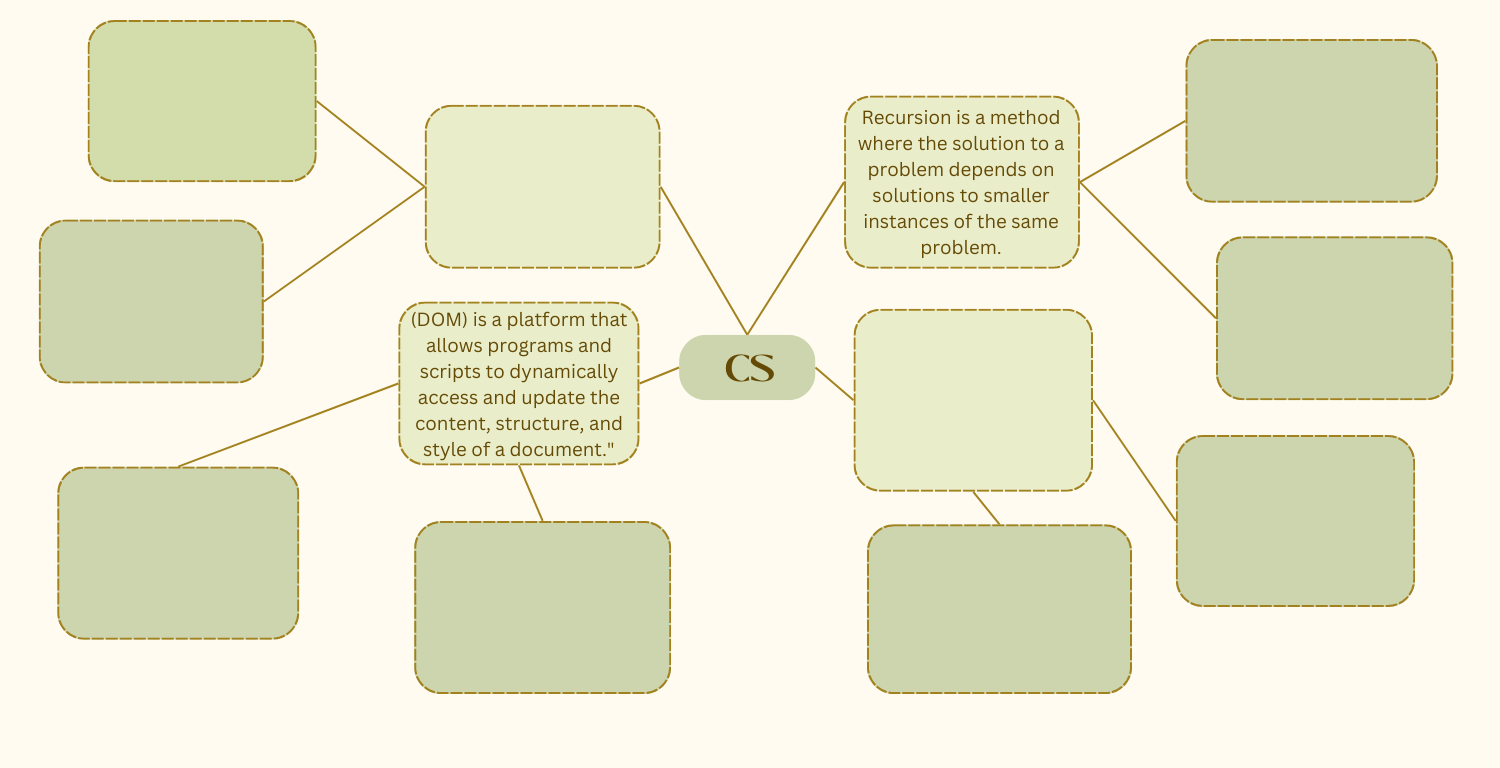 Recursion is a method
where the solution to a
problem depends on
solutions to smaller
instances of the same
problem.
(DOM) is a platform that
allows programs and
scripts to dynamically
access and update the
content, structure, and
style of a document."
CS